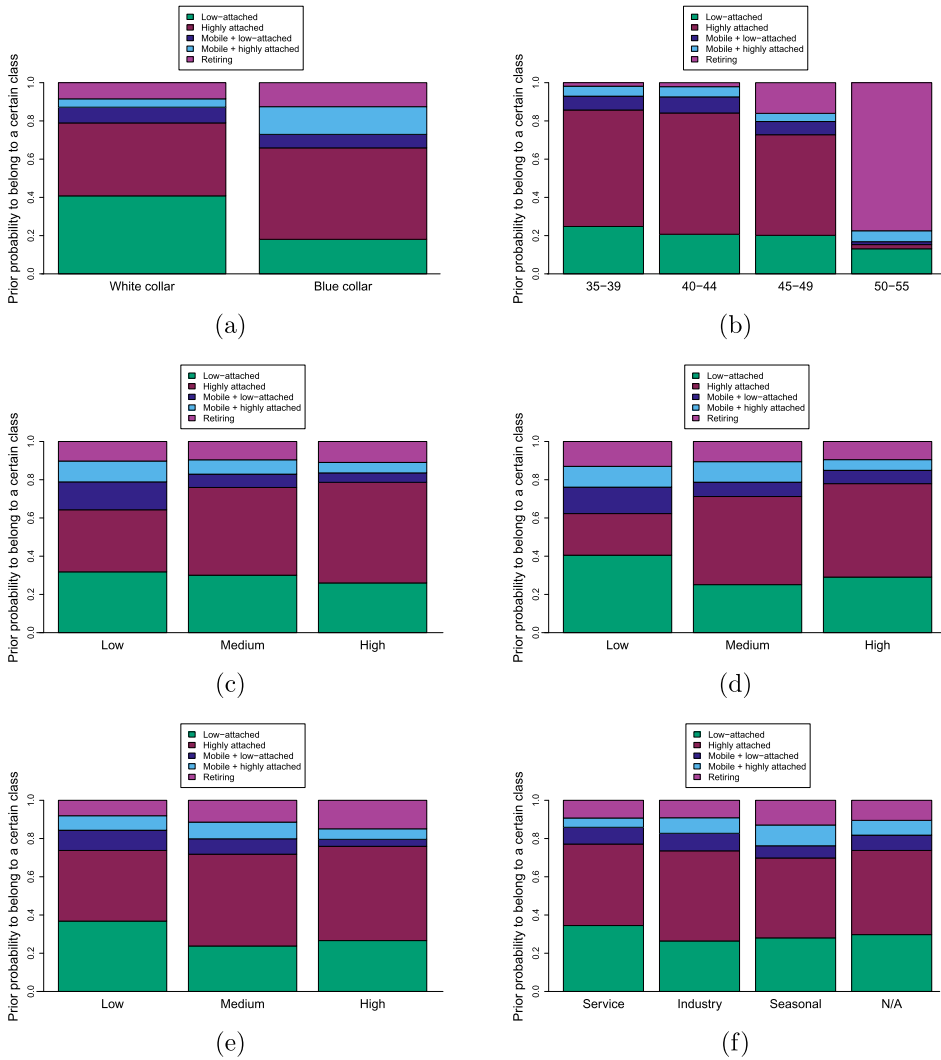 Low−attached
Highly attached
Mobile + low−attached
Mobile + highly attached
Retiring
Prior probability to belong to a certain class
0.0 0.2 0.4 0.6 0.8 1.0
White collar Blue collar
(a)
Low−attached
Highly attached
Mobile + low−attached
Mobile + highly attached
Retiring
Prior probability to belong to a certain class
0.0 0.2 0.4 0.6 0.8 1.0
35−39 40−44 45−49 50−55
(b)
Low−attached
Highly attached
Mobile + low−attached
Mobile + highly attached
Retiring
Prior probability to belong to a certain class
0.0 0.2 0.4 0.6 0.8 1.0
Low Medium High
(c)
Low−attached
Highly attached
Mobile + low−attached
Mobile + highly attached
Retiring
Prior probability to belong to a certain class
0.0 0.2 0.4 0.6 0.8 1.0
Low Medium High
(d)
Low−attached
Highly attached
Mobile + low−attached
Mobile + highly attached
Retiring
Prior probability to belong to a certain class
0.0 0.2 0.4 0.6 0.8 1.0
Low Medium High
(e)
Low−attached
Highly attached
Mobile + low−attached
Mobile + highly attached
Retiring
Prior probability to belong to a certain class
0.0 0.2 0.4 0.6 0.8 1.0
Service Industry Seasonal N/A
(f)